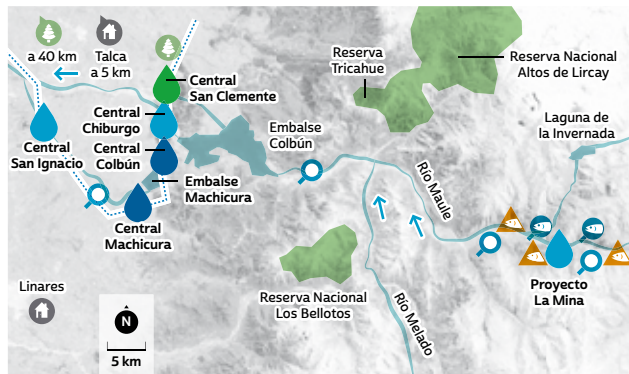 a 40 km
Talca
a 5 km
Central
San Clemente
Central
Chiburgo
Central
San Ignacio
Central
Colbún
Embalse
Machicura
Central
Machicura
Embalse
Colbún
Reserva
Tricahue
Reserva Nacional
Altos de Lircay
Laguna de
la Invernada
Río Maule
Proyecto
La Mina
Reserva Nacional
Los Bellotos
Río Melado
Linares
N
5 km